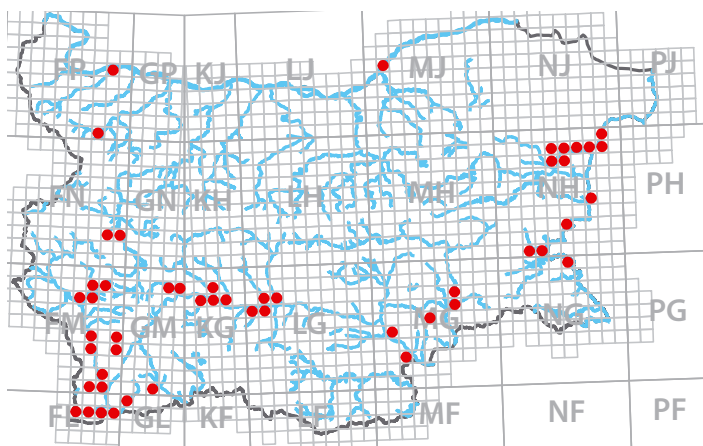 FP GP KJ LJ MJ NJ PJ
FN GN KH LH MH NH PH
FM GM KG LG MG NG PG
FL GL KF LF MF NF PF